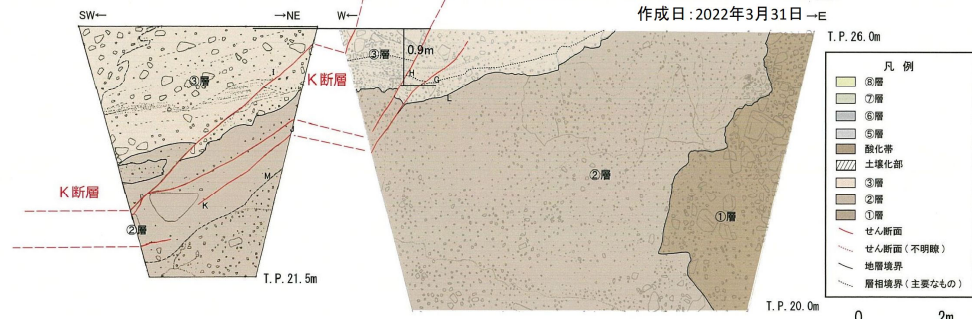 作成日:2022年3月31日
SW← →NE W← →E
T.P.26.0m
③層
I
K断層
J
M
K
K断層
②層
T.P.21.5m
③層
0.9m
H
G
L
②層
①層
T.P.20.0m
凡 例
⑧層
⑦層
⑥層
⑤層
酸化帯
土壌化部
③層
②層
①層
せん断面
せん断面(不明瞭)
地層境界
層相境界(主要なもの)
0 2m